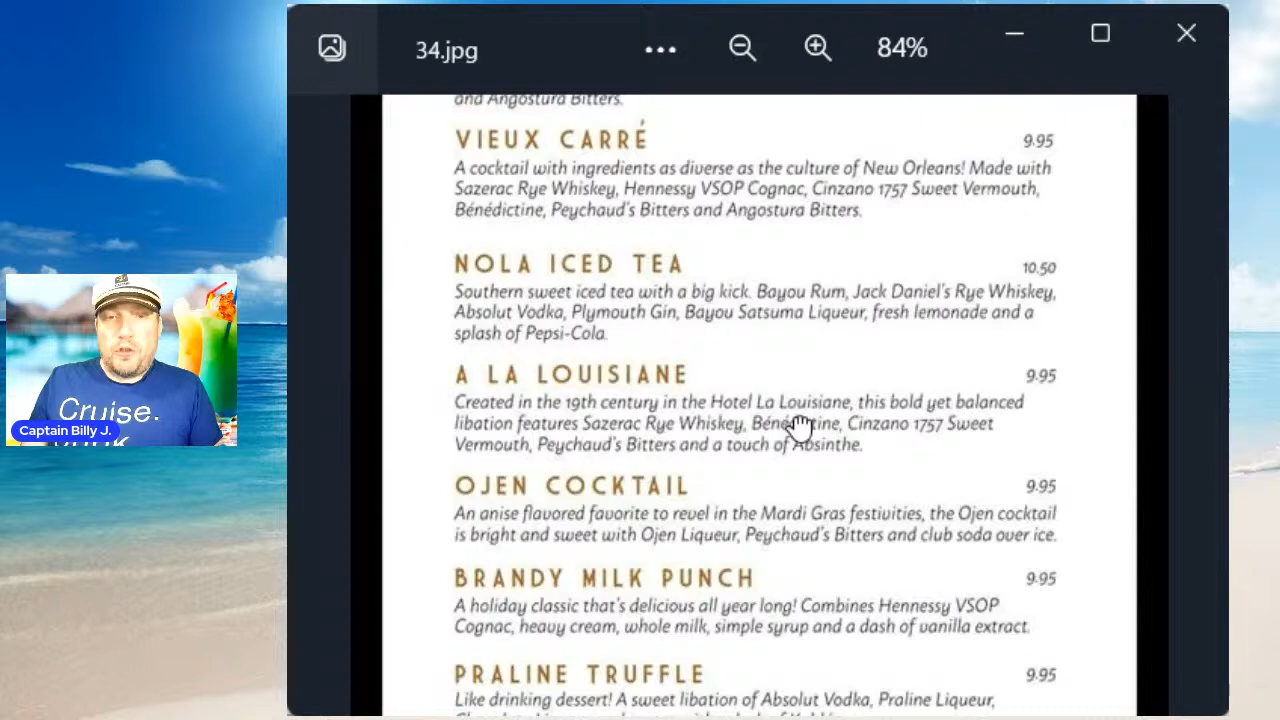 34.jpg
84%
and Angostura Bitters.
VIEUX CARRÉ 9.95
A cocktail with ingredients as diverse as the culture of New Orleans! Made with
Sazerac Rye Whiskey, Hennessy VSOP Cognac, Cinzano 1757 Sweet Vermouth,
Bénédictine, Peychaud's Bitters and Angostura Bitters.
NOLA ICED TEA 10.50
Southern sweet iced tea with a big kick. Bayou Rum, Jack Daniel's Rye Whiskey,
Absolut Vodka, Plymouth Gin, Bayou Satsuma Liqueur, fresh lemonade and a
splash of Pepsi-Cola.
A LA LOUISIANE 9.95
Created in the 19th century in the Hotel La Louisiane, this bold yet balanced
libation features Sazerac Rye Whiskey, Bénédictine, Cinzano 1757 Sweet
Vermouth, Peychaud's Bitters and a touch of Absinthe.
OJEN COCKTAIL 9.95
An anise flavored favorite to revel in the Mardi Gras festivities, the Ojen cocktail
is bright and sweet with Ojen Liqueur, Peychaud's Bitters and club soda over ice.
BRANDY MILK PUNCH 9.95
A holiday classic that's delicious all year long! Combines Hennessy VSOP
Cognac, heavy cream, whole milk, simple syrup and a dash of vanilla extract.
PRALINE TRUFFLE 9.95
Like drinking dessert! A sweet libation of Absolut Vodka, Praline Liqueur,
Cruise.
Captain Billy J.